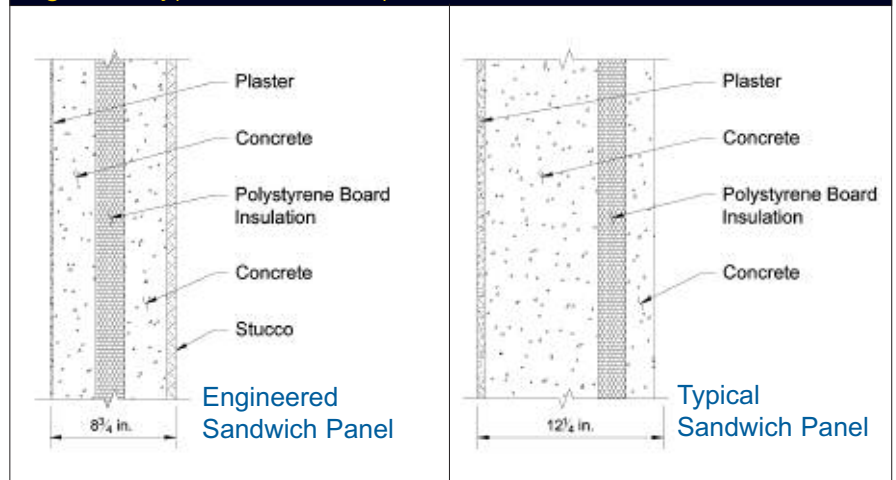 Plaster
Concrete
Polystyrene Board
Insulation
Concrete
Stucco
Engineered
Sandwich Panel
8¾ in.
Plaster
Concrete
Polystyrene Board
Insulation
Concrete
Typical
Sandwich Panel
12¼ in.